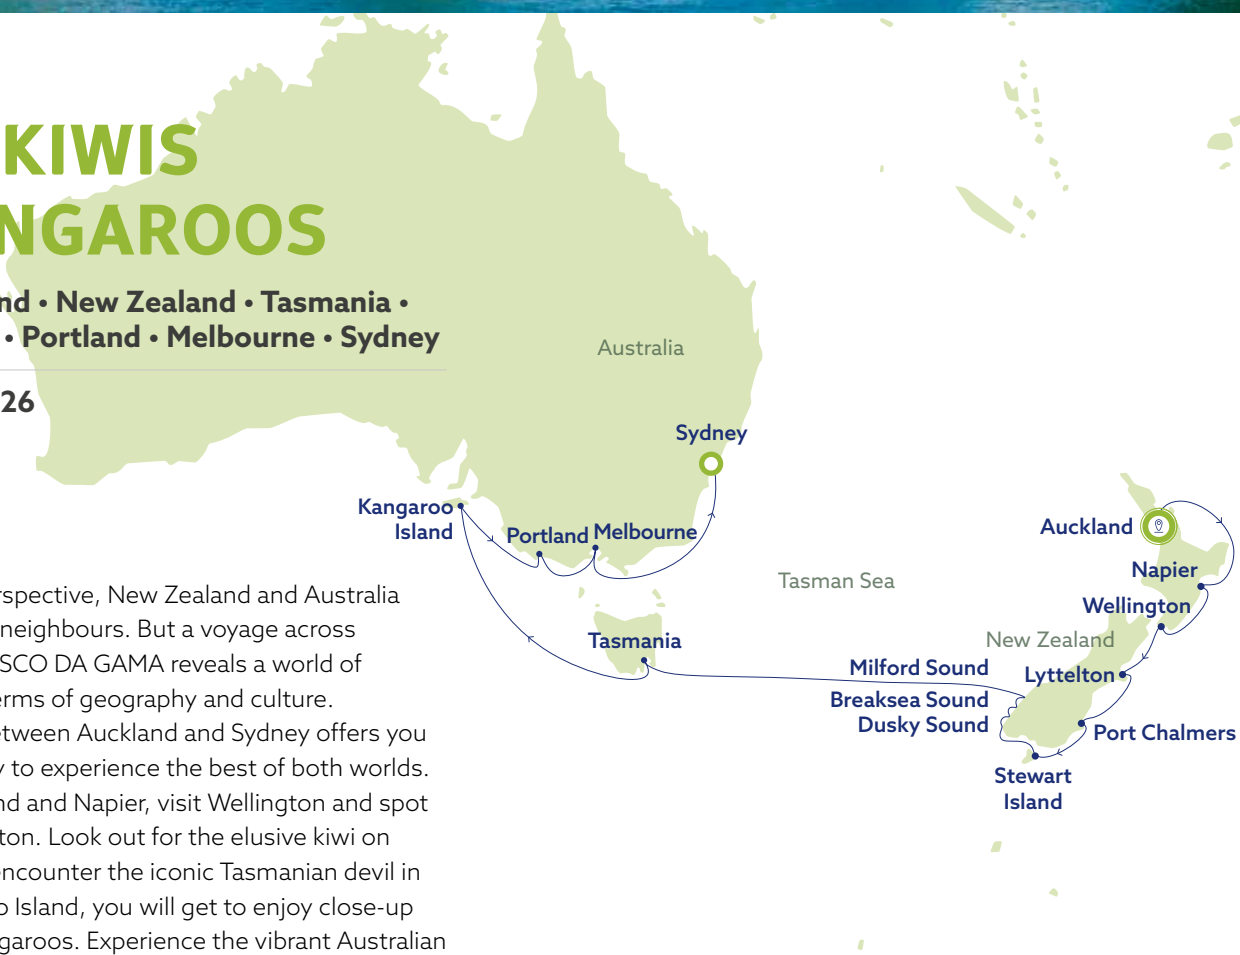 KIWIS
NGAROOS
nd • New Zealand • Tasmania •
• Portland • Melbourne • Sydney
26
rspective, New Zealand and Australia
neighbours. But a voyage across
SCO DA GAMA reveals a world of
erms of geography and culture.
etween Auckland and Sydney offers you
y to experience the best of both worlds.
nd and Napier, visit Wellington and spot
ton. Look out for the elusive kiwi on
encounter the iconic Tasmanian devil in
o Island, you will get to enjoy close-up
garoos. Experience the vibrant Australian
Australia
Sydney
Kangaroo
Island
Portland
Melbourne
Tasman Sea
Tasmania
Auckland
Napier
Wellington
New Zealand
Lyttelton
Milford Sound
Breaksea Sound
Dusky Sound
Port Chalmers
Stewart
Island